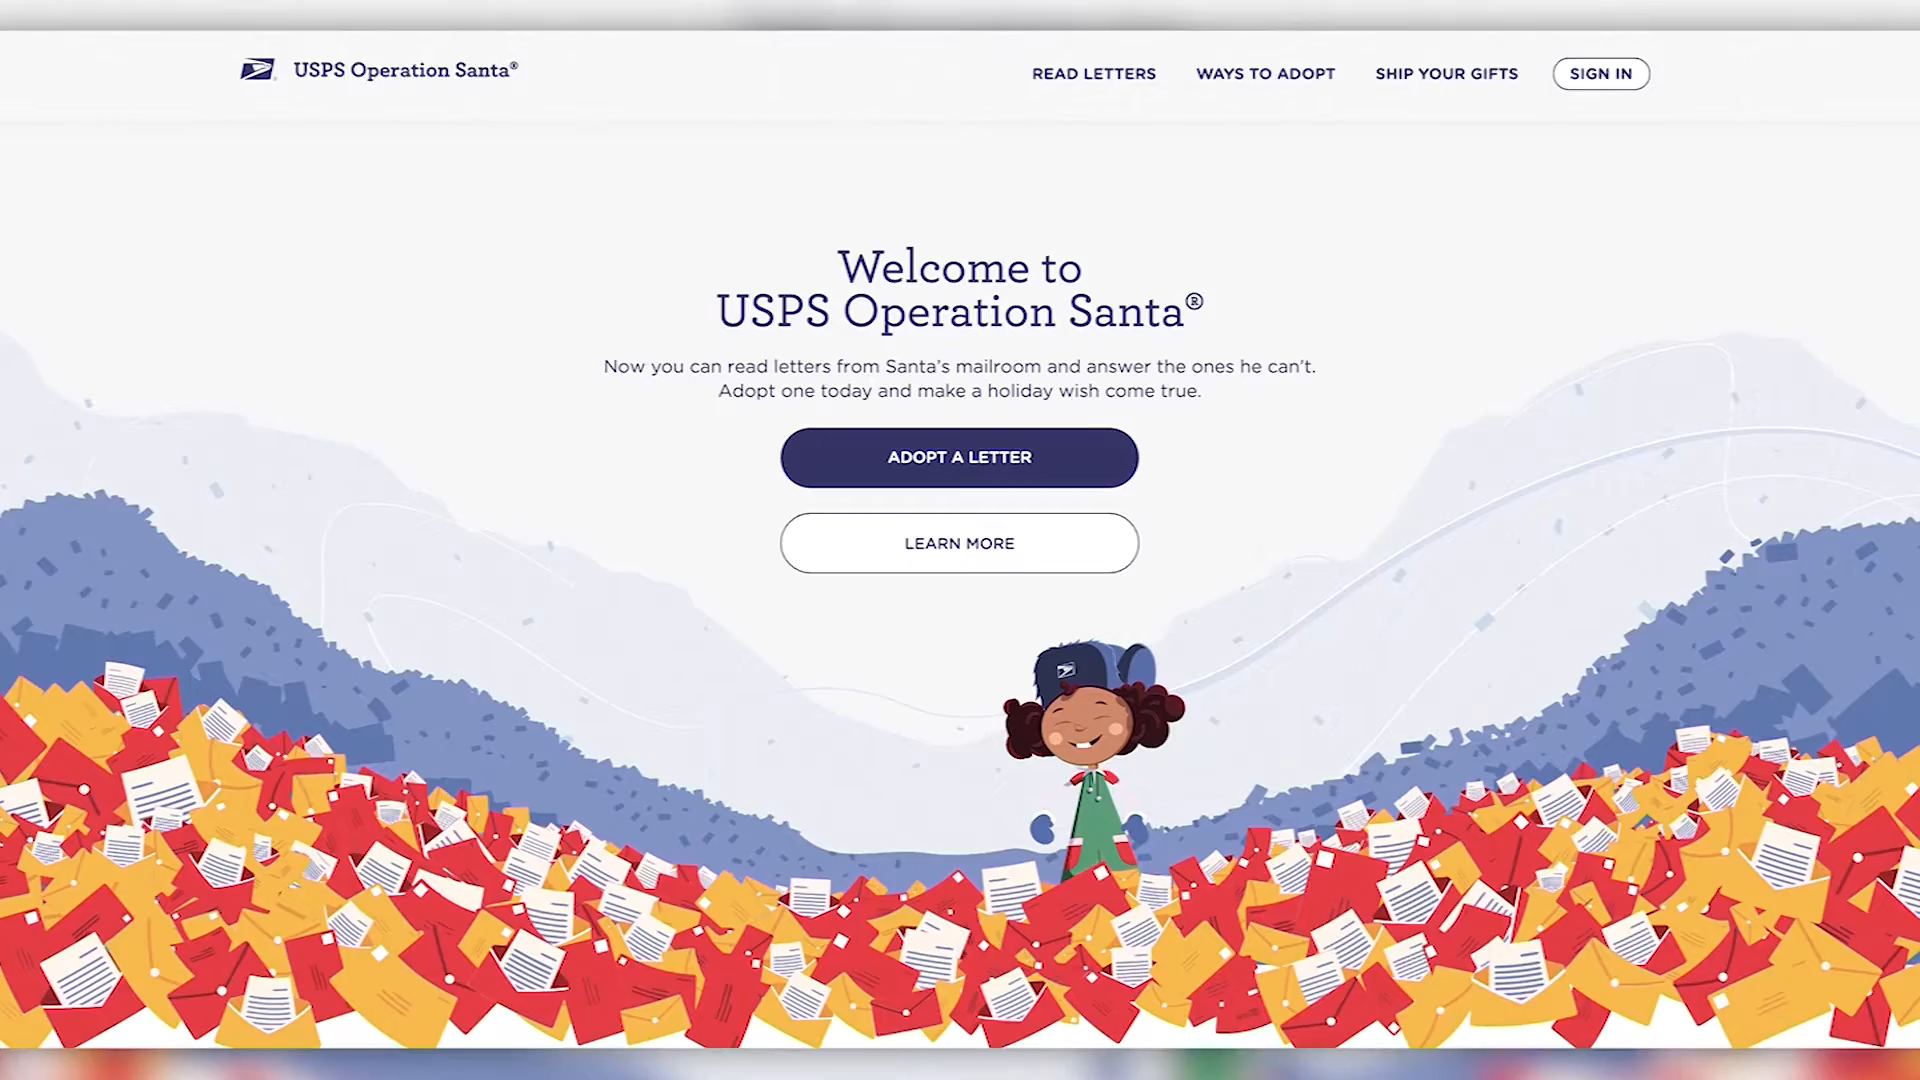 USPS Operation Santa®
READ LETTERS
WAYS TO ADOPT
SHIP YOUR GIFTS
SIGN IN
Welcome to
USPS Operation Santa®
Now you can read letters from Santa's mailroom and answer the ones he can't.
Adopt one today and make a holiday wish come true.
ADOPT A LETTER
LEARN MORE